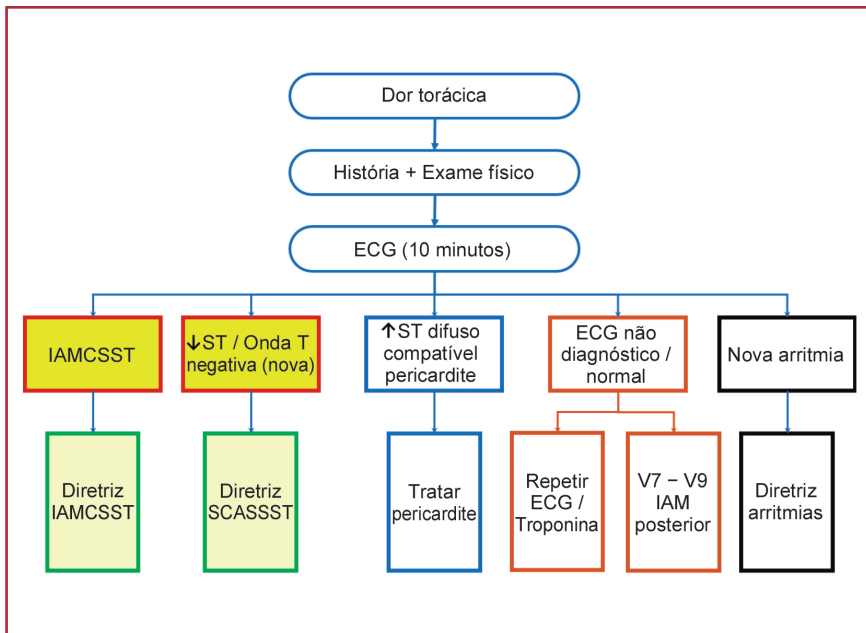 Dor torácica
História + Exame físico
ECG (10 minutos)
IAMCSST
↓ST / Onda T
negativa (nova)
↑ST difuso
compatível
pericardite
ECG não
diagnóstico /
normal
Nova arritmia
Diretriz
IAMCSST
Diretriz
SCASSST
Tratar
pericardite
Repetir
ECG /
Troponina
V7 – V9
IAM
posterior
Diretriz
arritmias